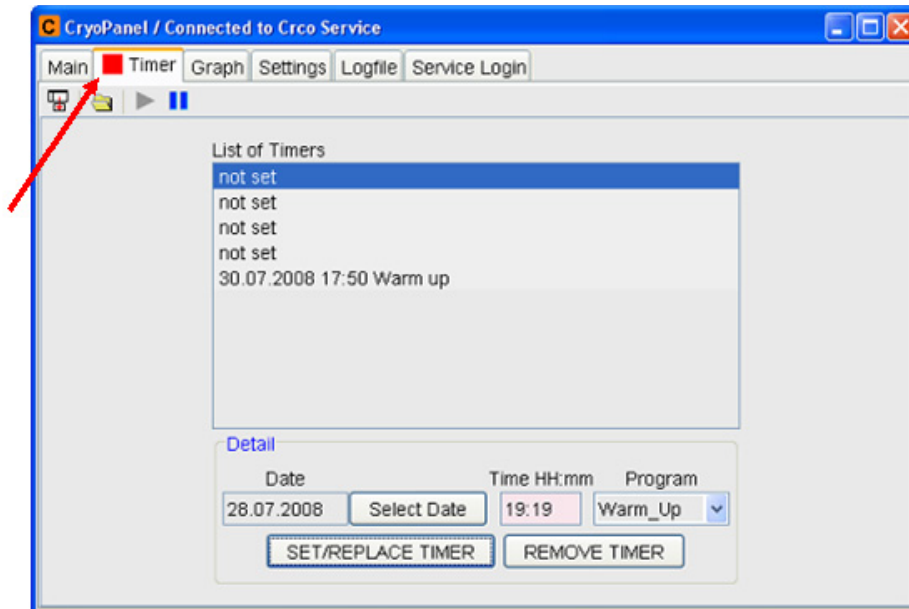 C CryoPanel / Connected to Crco Service
Main Timer Graph Settings Logfile Service Login
List of Timers
not set
not set
not set
not set
30.07.2008 17:50 Warm up
Detail
Date Time HH:mm Program
28.07.2008 Select Date 19:19 Warm_Up
SET/REPLACE TIMER REMOVE TIMER